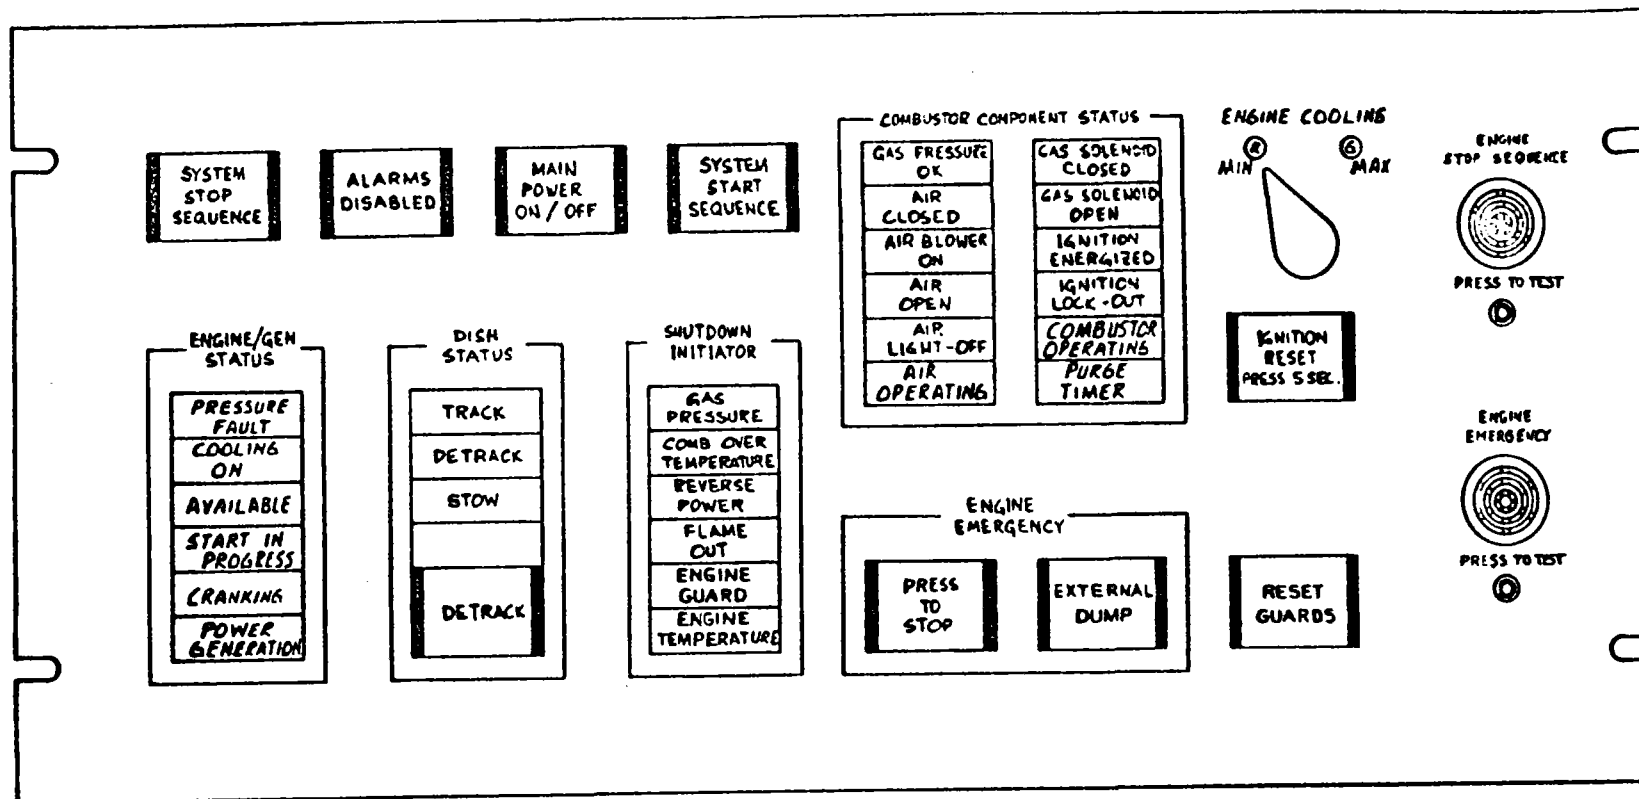 SYSTEM
STOP
SEQUENCE
ALARMS
DISABLED
MAIN
POWER
ON / OFF
SYSTEM
START
SEQUENCE
COMBUSTOR COMPONENT STATUS
GAS PRESSURE
OK
AIR
CLOSED
AIR BLOWER
ON
AIR
OPEN
AIR
LIGHT-OFF
AIR
OPERATING
GAS SOLENOID
CLOSED
GAS SOLENOID
OPEN
IGNITION
ENERGIZED
IGNITION
LOCK-OUT
COMBUSTOR
OPERATING
PURGE
TIMER
ENGINE COOLING
R
G
MIN
MAX
IGNITION
RESET
PRESS 5 SEC.
ENGINE
STOP SEQUENCE
PRESS TO TEST
ENGINE/GEN
STATUS
PRESSURE
FAULT
COOLING
ON
AVAILABLE
START IN
PROGRESS
CRANKING
POWER
GENERATION
DISH
STATUS
TRACK
DETRACK
STOW
DETRACK
SHUTDOWN
INITIATOR
GAS
PRESSURE
COMB OVER
TEMPERATURE
REVERSE
POWER
FLAME
OUT
ENGINE
GUARD
ENGINE
TEMPERATURE
ENGINE
EMERGENCY
PRESS
TO
STOP
EXTERNAL
DUMP
RESET
GUARDS
ENGINE
EMERGENCY
PRESS TO TEST